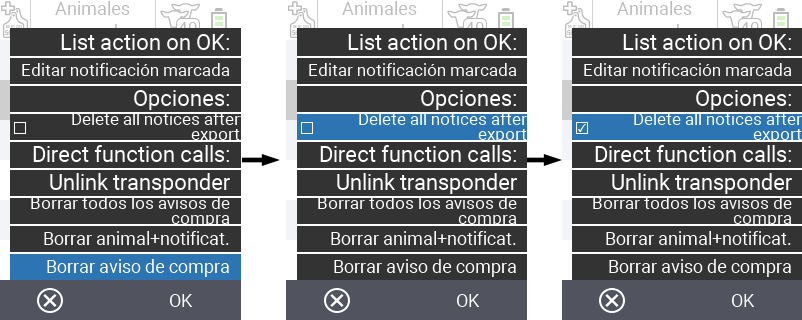 Animales
List action on OK:
Editar notificación marcada
Opciones:
Delete all notices after
export
Direct function calls:
Unlink transponder
Borrar todos los avisos de
compra
Borrar animal+notificat.
Borrar aviso de compra
OK
Animales
List action on OK:
Editar notificación marcada
Opciones:
Delete all notices after
export
Direct function calls:
Unlink transponder
Borrar todos los avisos de
compra
Borrar animal+notificat.
Borrar aviso de compra
OK
Animales
List action on OK:
Editar notificación marcada
Opciones:
Delete all notices after
export
Direct function calls:
Unlink transponder
Borrar todos los avisos de
compra
Borrar animal+notificat.
Borrar aviso de compra
OK